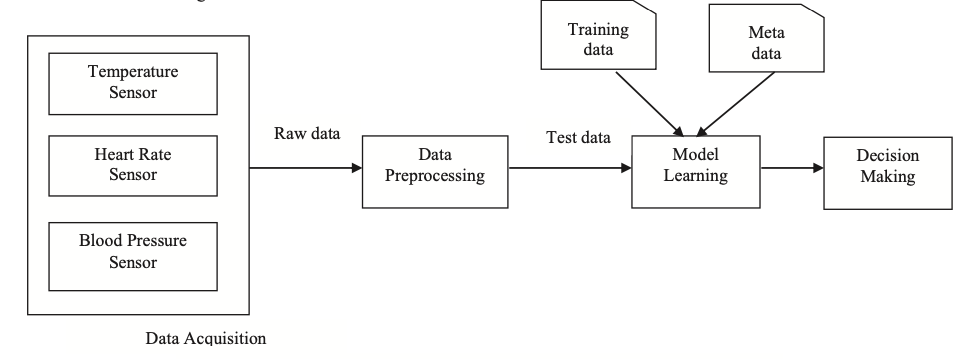 Temperature
Sensor
Heart Rate
Sensor
Blood Pressure
Sensor
Data Acquisition
Raw data
Data
Preprocessing
Test data
Training
data
Meta
data
Model
Learning
Decision
Making